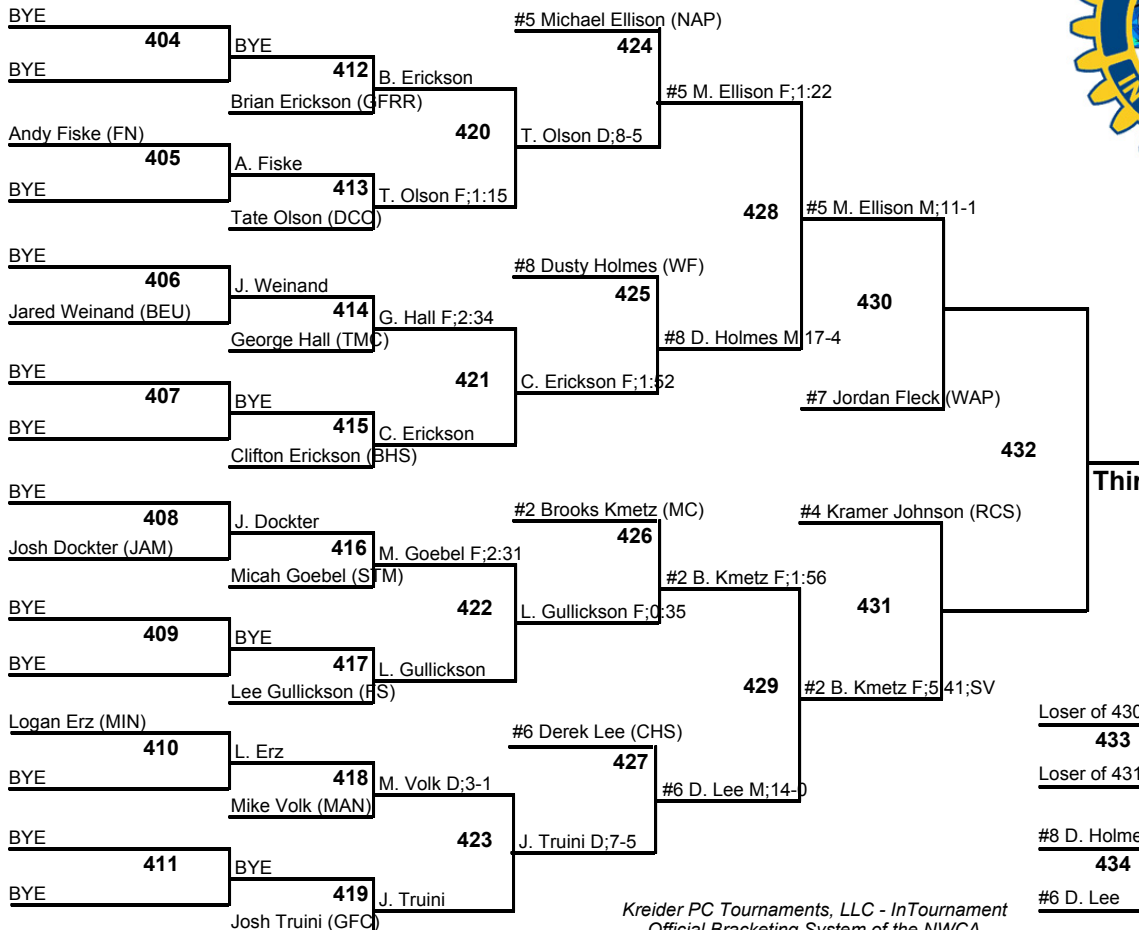 BYE
404
BYE
BYE
412
B. Erickson
Brian Erickson (GFRR)
420
Andy Fiske (FN)
405
A. Fiske
BYE
413
T. Olson F;1:15
Tate Olson (DCC)
BYE
406
J. Weinand
Jared Weinand (BEU)
414
G. Hall F;2:34
George Hall (TMC)
421
BYE
407
BYE
BYE
415
C. Erickson
Clifton Erickson (BHS)
BYE
408
J. Dockter
Josh Dockter (JAM)
416
M. Goebel F;2:31
Micah Goebel (STM)
422
BYE
409
BYE
BYE
417
L. Gullickson
Lee Gullickson (FS)
Logan Erz (MIN)
410
L. Erz
BYE
418
M. Volk D;3-1
Mike Volk (MAN)
423
BYE
411
BYE
BYE
419
J. Truini
Josh Truini (GFC)
#5 Michael Ellison (NAP)
424
#5 M. Ellison F;1:22
T. Olson D;8-5
428
#5 M. Ellison M;11-1
#8 Dusty Holmes (WF)
425
#8 D. Holmes M;17-4
C. Erickson F;1:52
430
#7 Jordan Fleck (WAP)
432
Thir
#2 Brooks Kmetz (MC)
426
#2 B. Kmetz F;1:56
L. Gullickson F;0:35
#4 Kramer Johnson (RCS)
431
429
#2 B. Kmetz F;5:41;SV
#6 Derek Lee (CHS)
427
#6 D. Lee M;14-0
J. Truini D;7-5
Loser of 430
433
Loser of 431
#8 D. Holme
434
#6 D. Lee
Kreider PC Tournaments, LLC - InTournament
Official Bracketing System of the NWCA